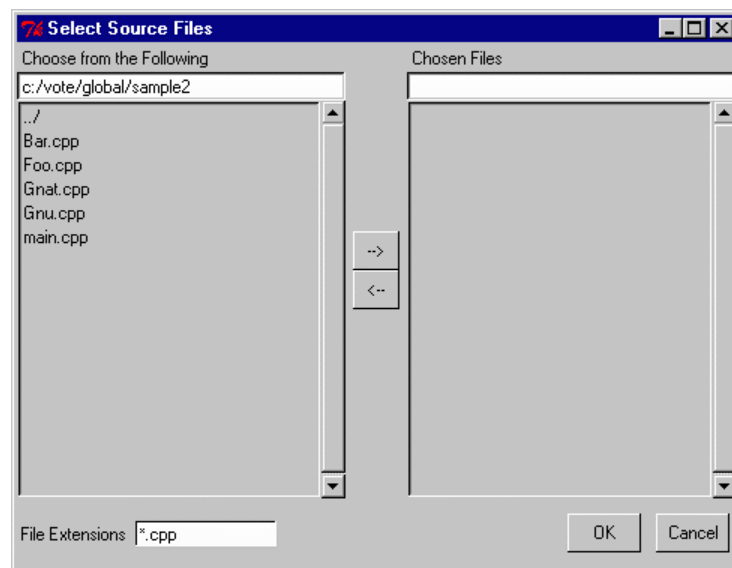 Select Source Files
Choose from the Following
Chosen Files
c:/vote/global/sample2
../
Bar.cpp
Foo.cpp
Gnat.cpp
Gnu.cpp
main.cpp
-->
<--
File Extensions *.cpp
OK
Cancel